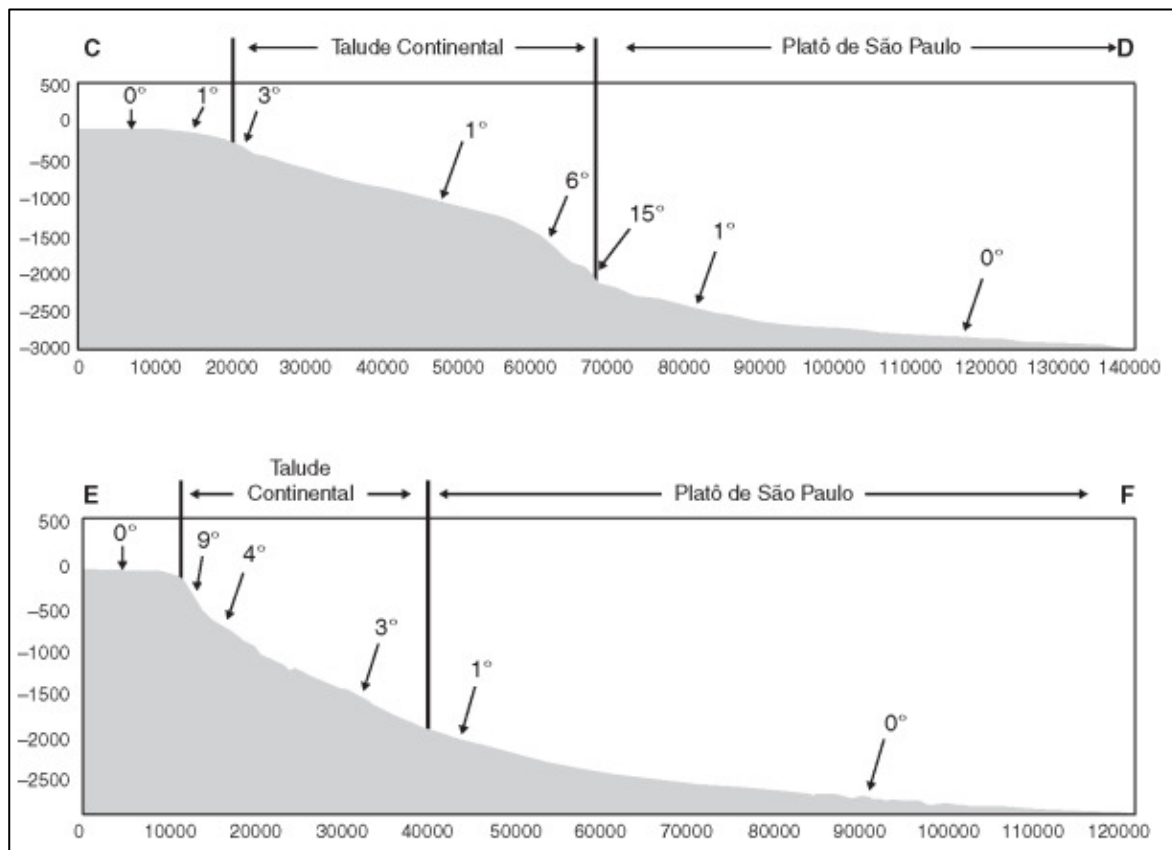 C Talude Continental Platô de São Paulo D
500
0
–500
–1000
–1500
–2000
–2500
–3000
0° 1° 3° 1° 6° 15° 1° 0°
0 10000 20000 30000 40000 50000 60000 70000 80000 90000 100000 110000 120000 130000 140000
E Talude
Continental Platô de São Paulo F
500
0
–500
–1000
–1500
–2000
–2500
0° 9° 4° 3° 1° 0°
0 10000 20000 30000 40000 50000 60000 70000 80000 90000 100000 110000 120000